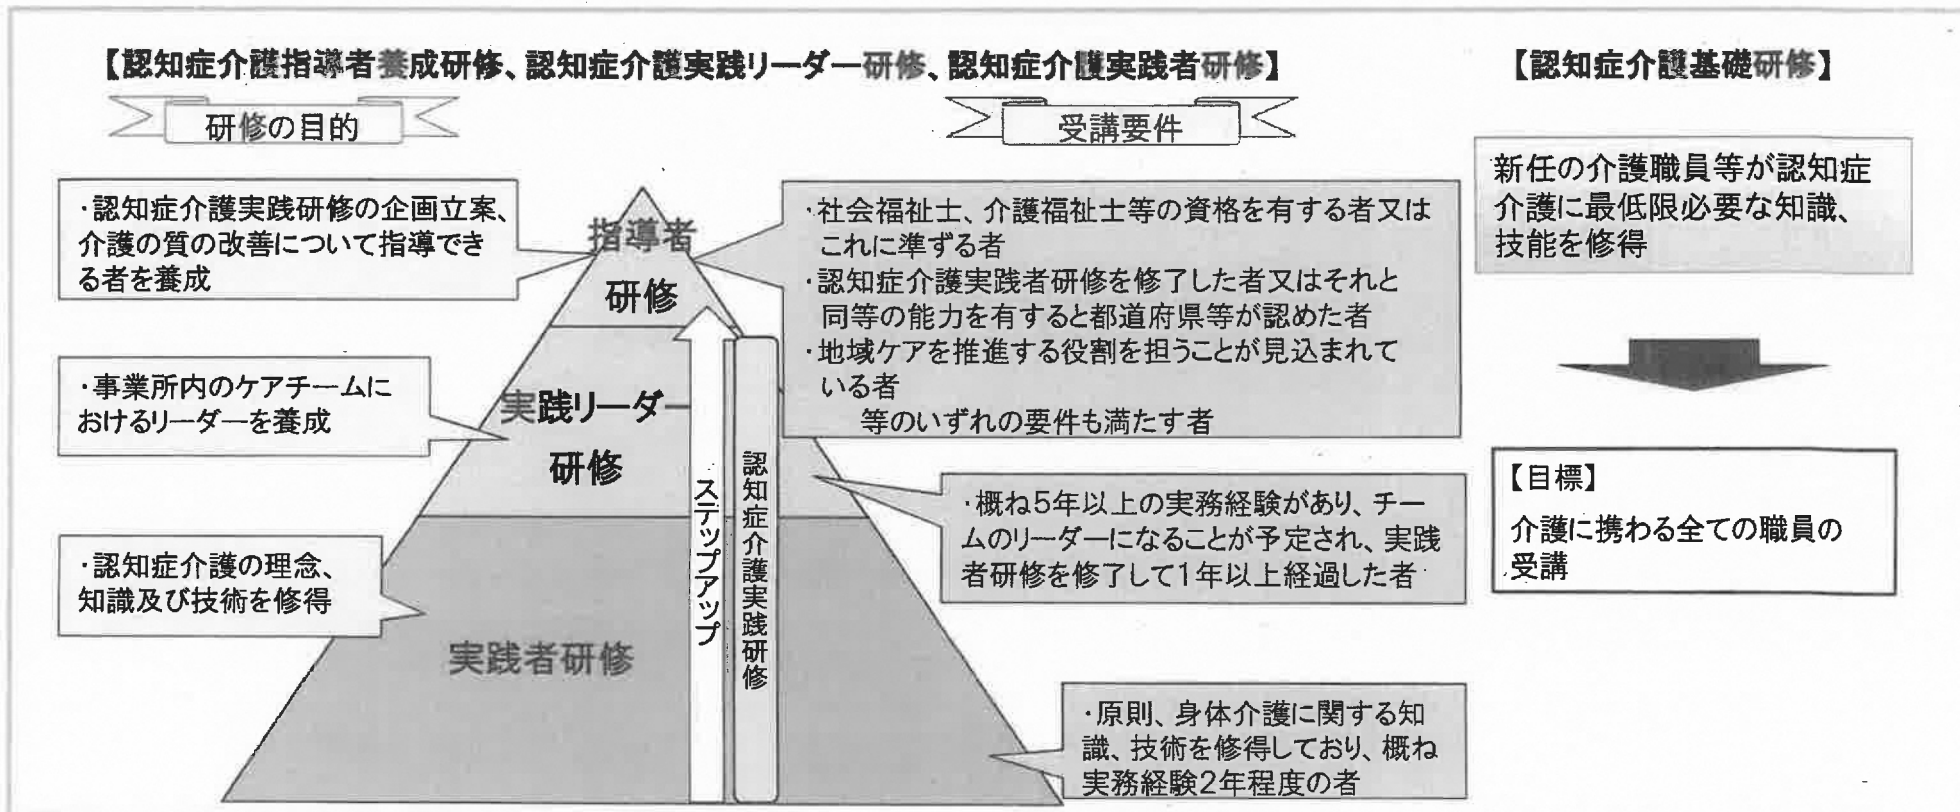 【認知症介護指導者養成研修、認知症介護実践リーダー研修、認知症介護実践者研修】
研修の目的
受講要件
・認知症介護実践研修の企画立案、
介護の質の改善について指導でき
る者を養成
指導者
研修
・社会福祉士、介護福祉士等の資格を有する者又は
これに準ずる者
・認知症介護実践者研修を修了した者又はそれと
同等の能力を有すると都道府県等が認めた者
・地域ケアを推進する役割を担うことが見込まれて
いる者
等のいずれの要件も満たす者
・事業所内のケアチームに
おけるリーダーを養成
実践リーダー
研修
・概ね5年以上の実務経験があり、チー
ムのリーダーになることが予定され、実践
者研修を修了して1年以上経過した者
・認知症介護の理念、
知識及び技術を修得
実践者研修
ステップアップ
認知症介護実践研修
・原則、身体介護に関する知
識、技術を修得しており、概ね
実務経験2年程度の者
【認知症介護基礎研修】
新任の介護職員等が認知症
介護に最低限必要な知識、
技能を修得
【目標】
介護に携わる全ての職員の
受講